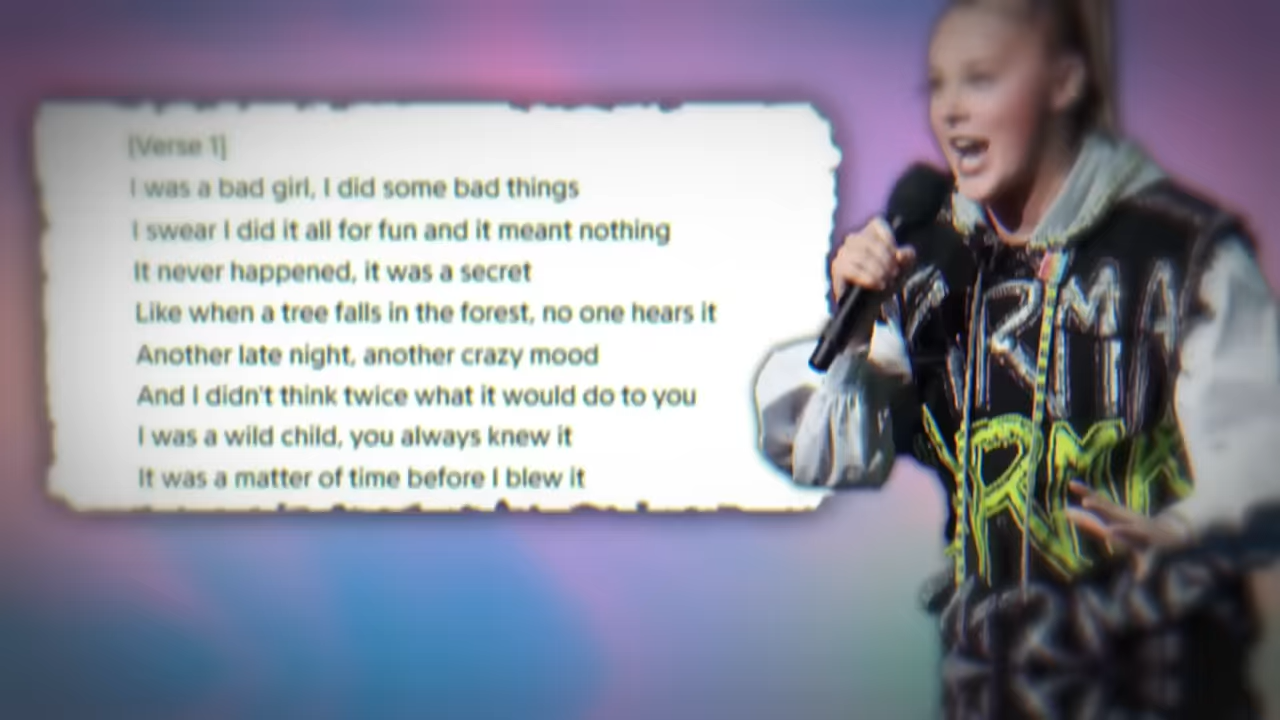 [Verse 1]
I was a bad girl, I did some bad things
I swear I did it all for fun and it meant nothing
It never happened, it was a secret
Like when a tree falls in the forest, no one hears it
Another late night, another crazy mood
And I didn't think twice what it would do to you
I was a wild child, you always knew it
It was a matter of time before I blew it